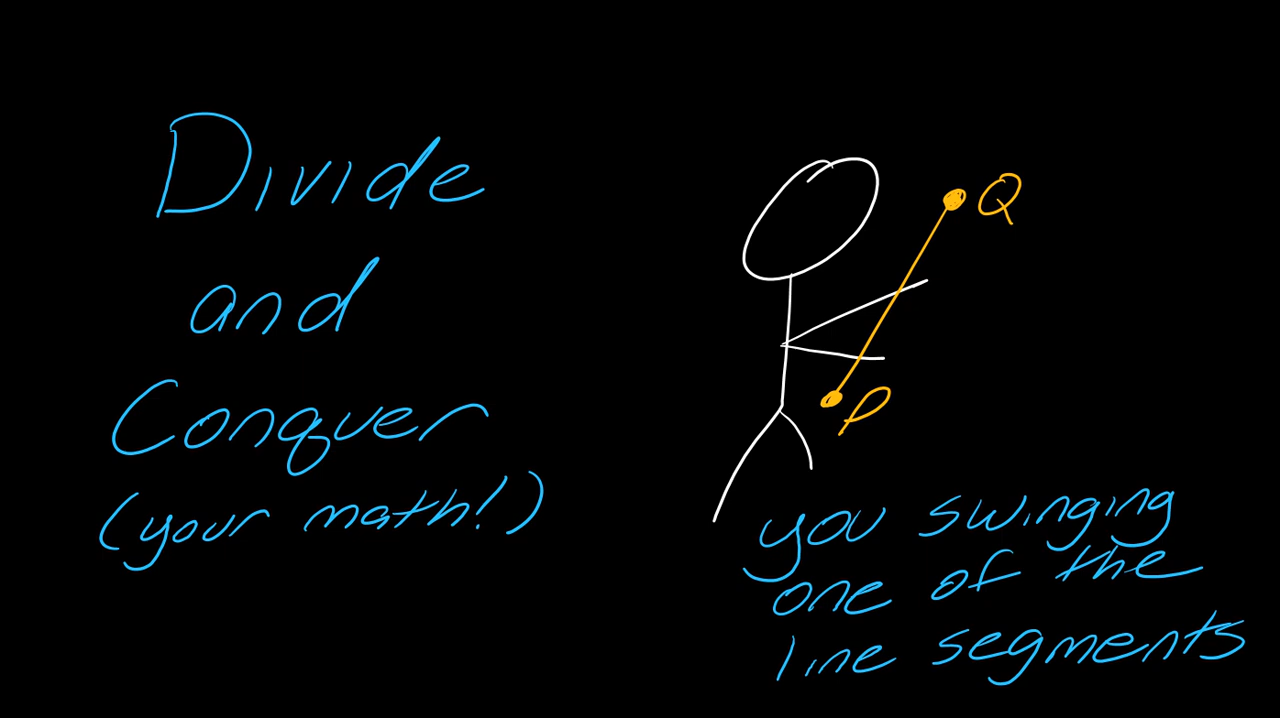 Divide
and
Conquer
(your math!)
Q
P
you swinging
one of the
line segments